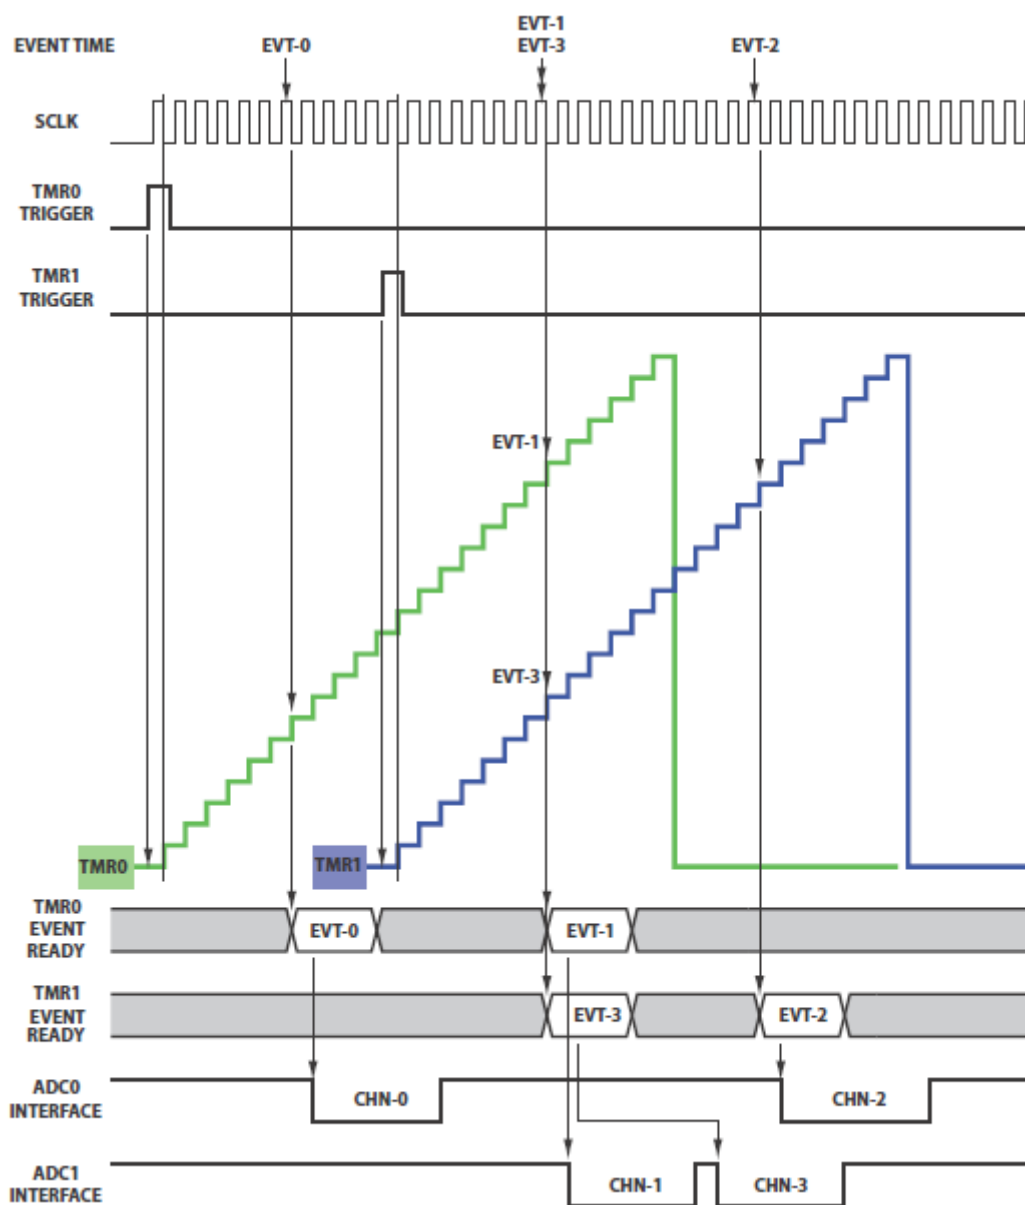 EVT-1
EVENT TIME EVT-0 EVT-3 EVT-2
SCLK
TMR0
TRIGGER
TMR1
TRIGGER
EVT-1
EVT-3
TMR0 TMR1
TMR0
EVENT EVT-0 EVT-1
READY
TMR1
EVENT EVT-3 EVT-2
READY
ADC0 CHN-0 CHN-2
INTERFACE
ADC1 CHN-1 CHN-3
INTERFACE